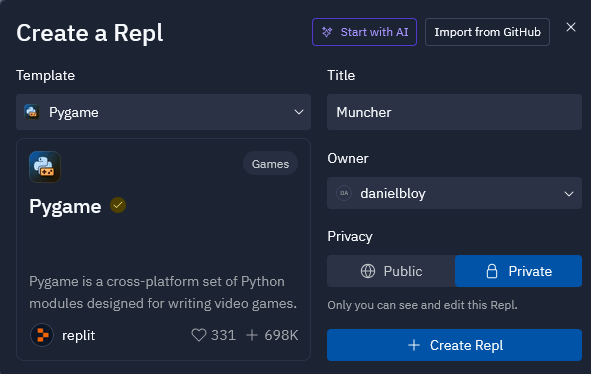 Create a Repl
Start with AI
Import from GitHub
Template
Pygame
Games
Pygame
Pygame is a cross-platform set of Python
modules designed for writing video games.
replit
331
698K
Title
Muncher
Owner
DA
danielbloy
Privacy
Public
Private
Only you can see and edit this Repl.
+ Create Repl